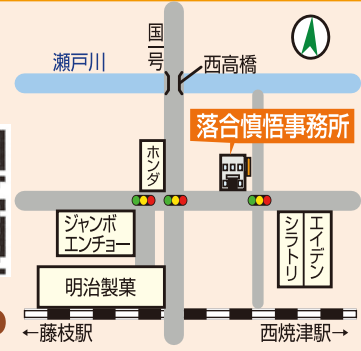 国一号
瀬戸川
西高橋
落合慎悟事務所
ホンダ
ジャンボ
エンチョー
エイデン
シラトリ
明治製菓
←藤枝駅
西焼津駅→